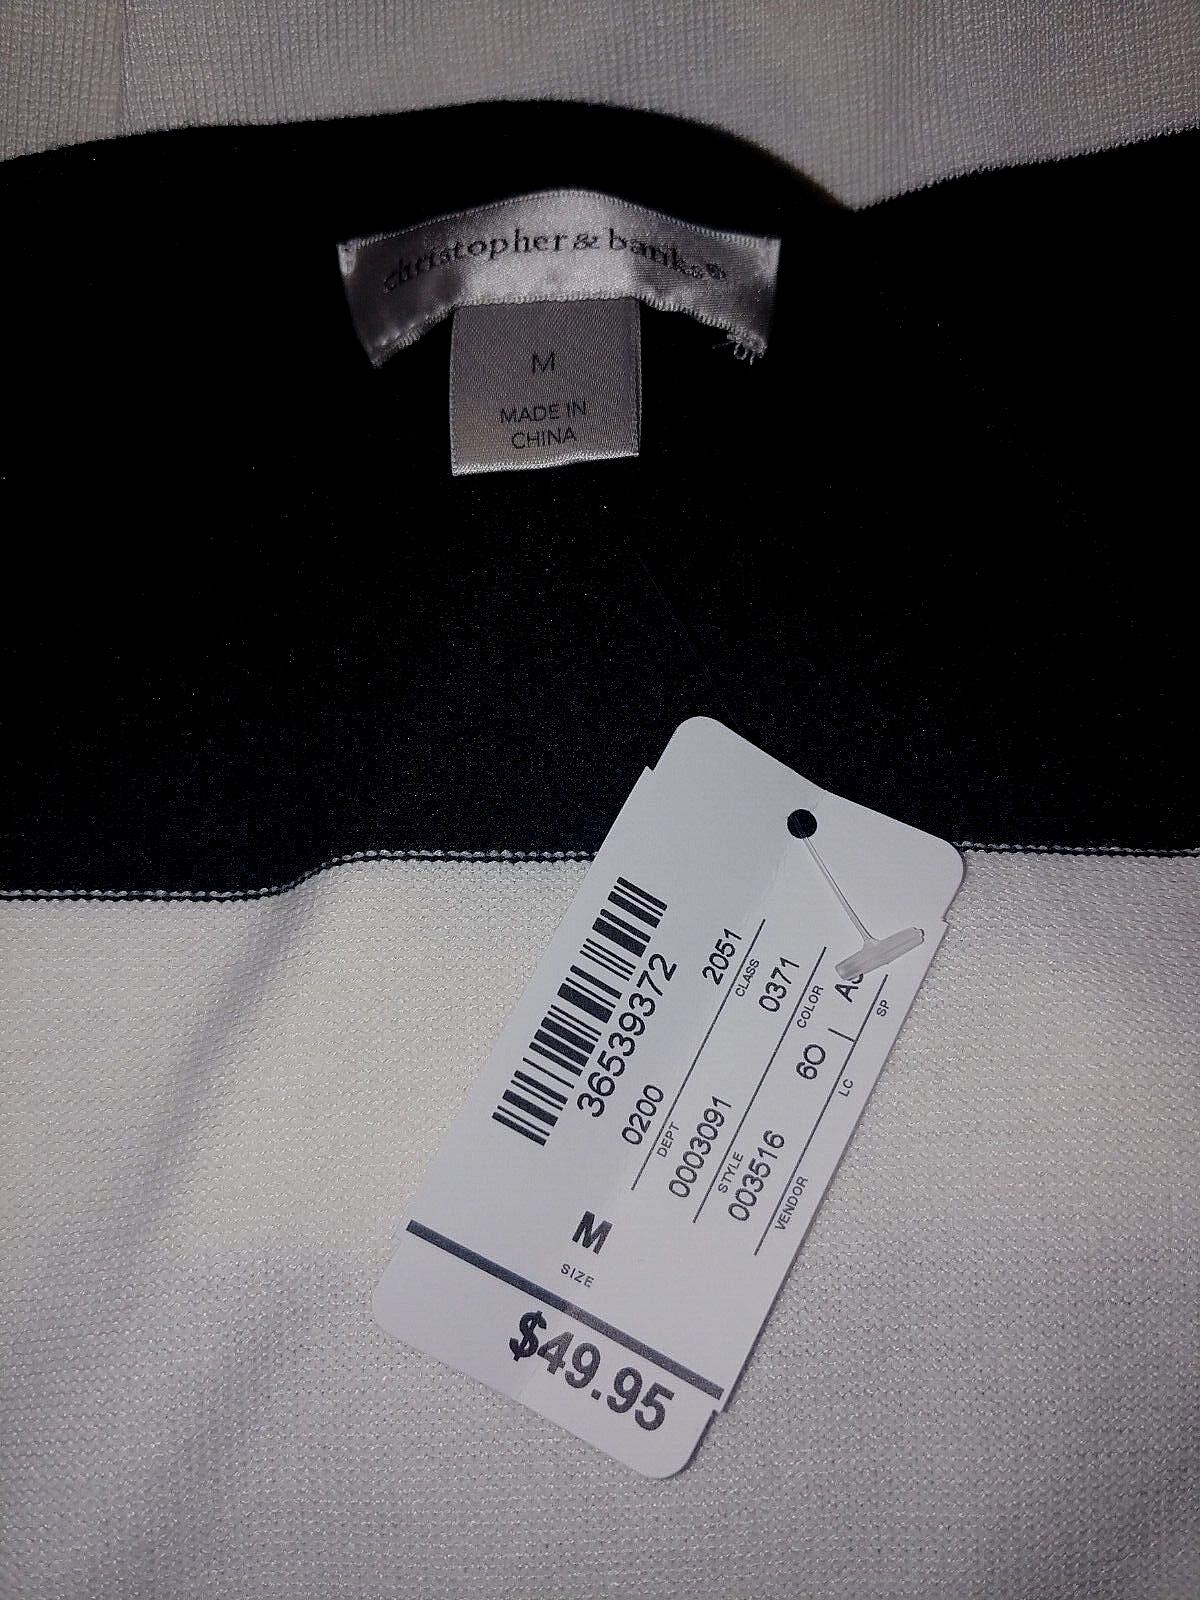 christopher & banks®
M
MADE IN
CHINA
36539372
0200 2051
DEPT CLASS
0003091 0371
STYLE COLOR
003516 60
VENDOR LC SP
M
SIZE
$49.95